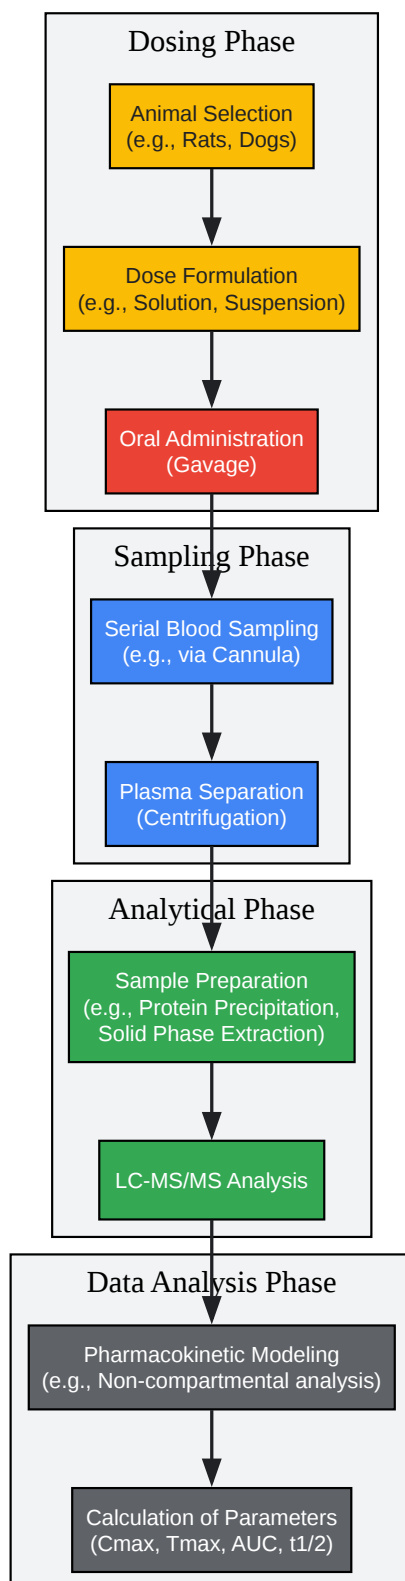 Dosing Phase
Animal Selection
(e.g., Rats, Dogs)
Dose Formulation
(e.g., Solution, Suspension)
Oral Administration
(Gavage)
Sampling Phase
Serial Blood Sampling
(e.g., via Cannula)
Plasma Separation
(Centrifugation)
Analytical Phase
Sample Preparation
(e.g., Protein Precipitation,
Solid Phase Extraction)
LC-MS/MS Analysis
Data Analysis Phase
Pharmacokinetic Modeling
(e.g., Non-compartmental analysis)
Calculation of Parameters
(Cmax, Tmax, AUC, t1/2)